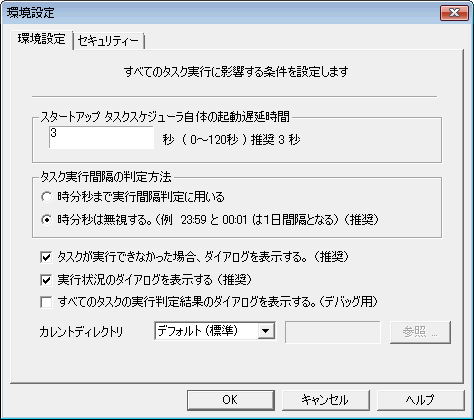 環境設定
環境設定 セキュリティー
すべてのタスク実行に影響する条件を設定します
スタートアップ タスクスケジューラ自体の起動遅延時間
3 秒 ( 0～120秒 ) 推奨 3 秒
タスク実行間隔の判定方法
時分秒まで実行間隔判定に用いる
時分秒は無視する。(例 23:59 と 00:01 は1日間隔となる) (推奨)
タスクが実行できなかった場合、ダイアログを表示する。 (推奨)
実行状況のダイアログを表示する (推奨)
すべてのタスクの実行判定結果のダイアログを表示する。(デバッグ用)
カレントディレクトリ デフォルト (標準) 参照 ...
OK キャンセル ヘルプ